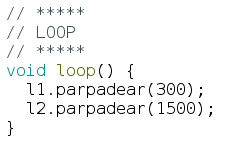 // *****
// LOOP
// *****
void loop() {
  l1.parpadear(300);
  l2.parpadear(1500);
}